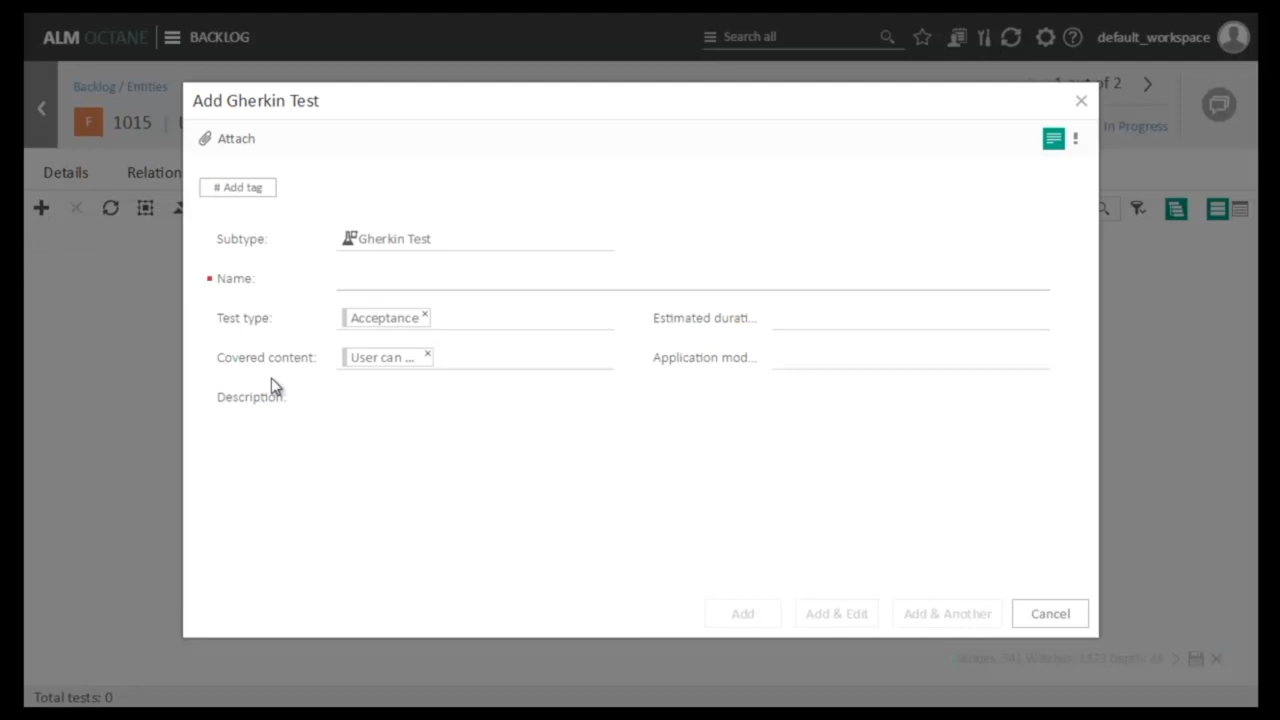 ALM OCTANE BACKLOG Search all default_workspace
Backlog / Entities of 2
F 1015 In Progress
Details Relation
Add Gherkin Test
Attach
# Add tag
Subtype: Gherkin Test
Name:
Test type: Acceptance Estimated durati...
Covered content: User can ... Application mod...
Description:
Add Add & Edit Add & Another Cancel
Total tests: 0